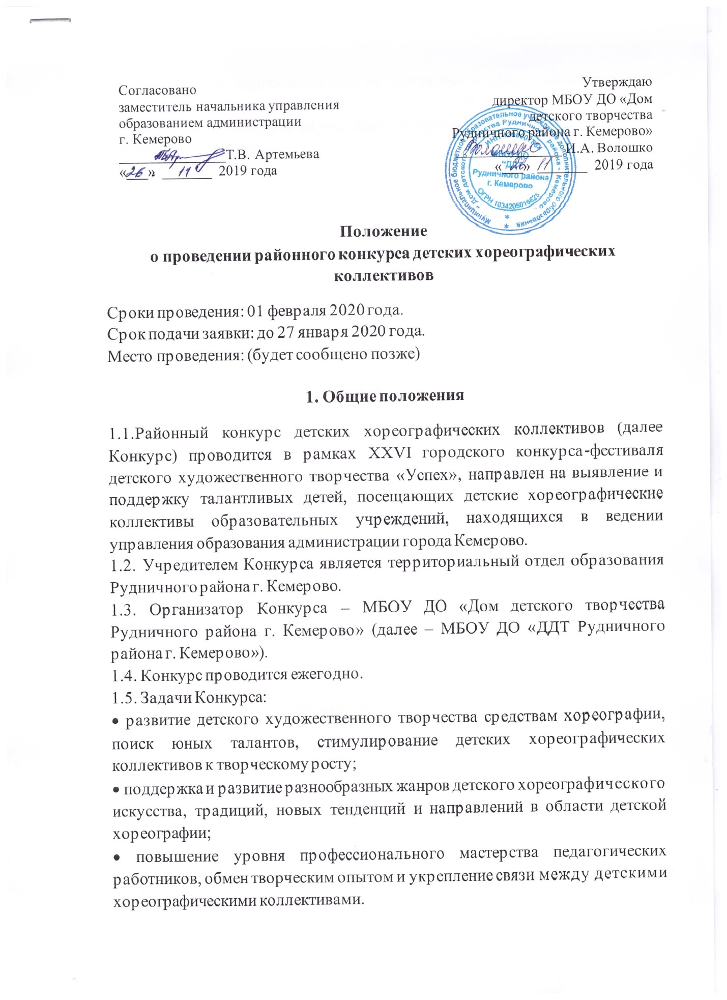 Согласовано
заместитель начальника управления
образованием администрации
г. Кемерово
Т.В. Артемьева
«26» 11 2019 года
Утверждаю
директор МБОУ ДО «Дом
детского творчества
Рудничного района г. Кемерово»
И.А. Волошко
«26» 11 2019 года
Муниципальное бюджетное образовательное учреждение дополнительного образования
"Дом детского творчества Рудничного района г. Кемерово"
МБОУ ДО
"ДДТ
Рудничного района
г. Кемерово
ОГРН 1034205016625
Положение
о проведении районного конкурса детских хореографических
коллективов
Сроки проведения: 01 февраля 2020 года.
Срок подачи заявки: до 27 января 2020 года.
Место проведения: (будет сообщено позже)
1. Общие положения
1.1.Районный конкурс детских хореографических коллективов (далее
Конкурс) проводится в рамках XXVI городского конкурса-фестиваля
детского художественного творчества «Успех», направлен на выявление и
поддержку талантливых детей, посещающих детские хореографические
коллективы образовательных учреждений, находящихся в ведении
управления образования администрации города Кемерово.
1.2. Учредителем Конкурса является территориальный отдел образования
Рудничного района г. Кемерово.
1.3. Организатор Конкурса – МБОУ ДО «Дом детского творчества
Рудничного района г. Кемерово» (далее – МБОУ ДО «ДДТ Рудничного
района г. Кемерово»).
1.4. Конкурс проводится ежегодно.
1.5. Задачи Конкурса:
• развитие детского художественного творчества средствам хореографии,
поиск юных талантов, стимулирование детских хореографических
коллективов к творческому росту;
• поддержка и развитие разнообразных жанров детского хореографического
искусства, традиций, новых тенденций и направлений в области детской
хореографии;
• повышение уровня профессионального мастерства педагогических
работников, обмен творческим опытом и укрепление связи между детскими
хореографическими коллективами.